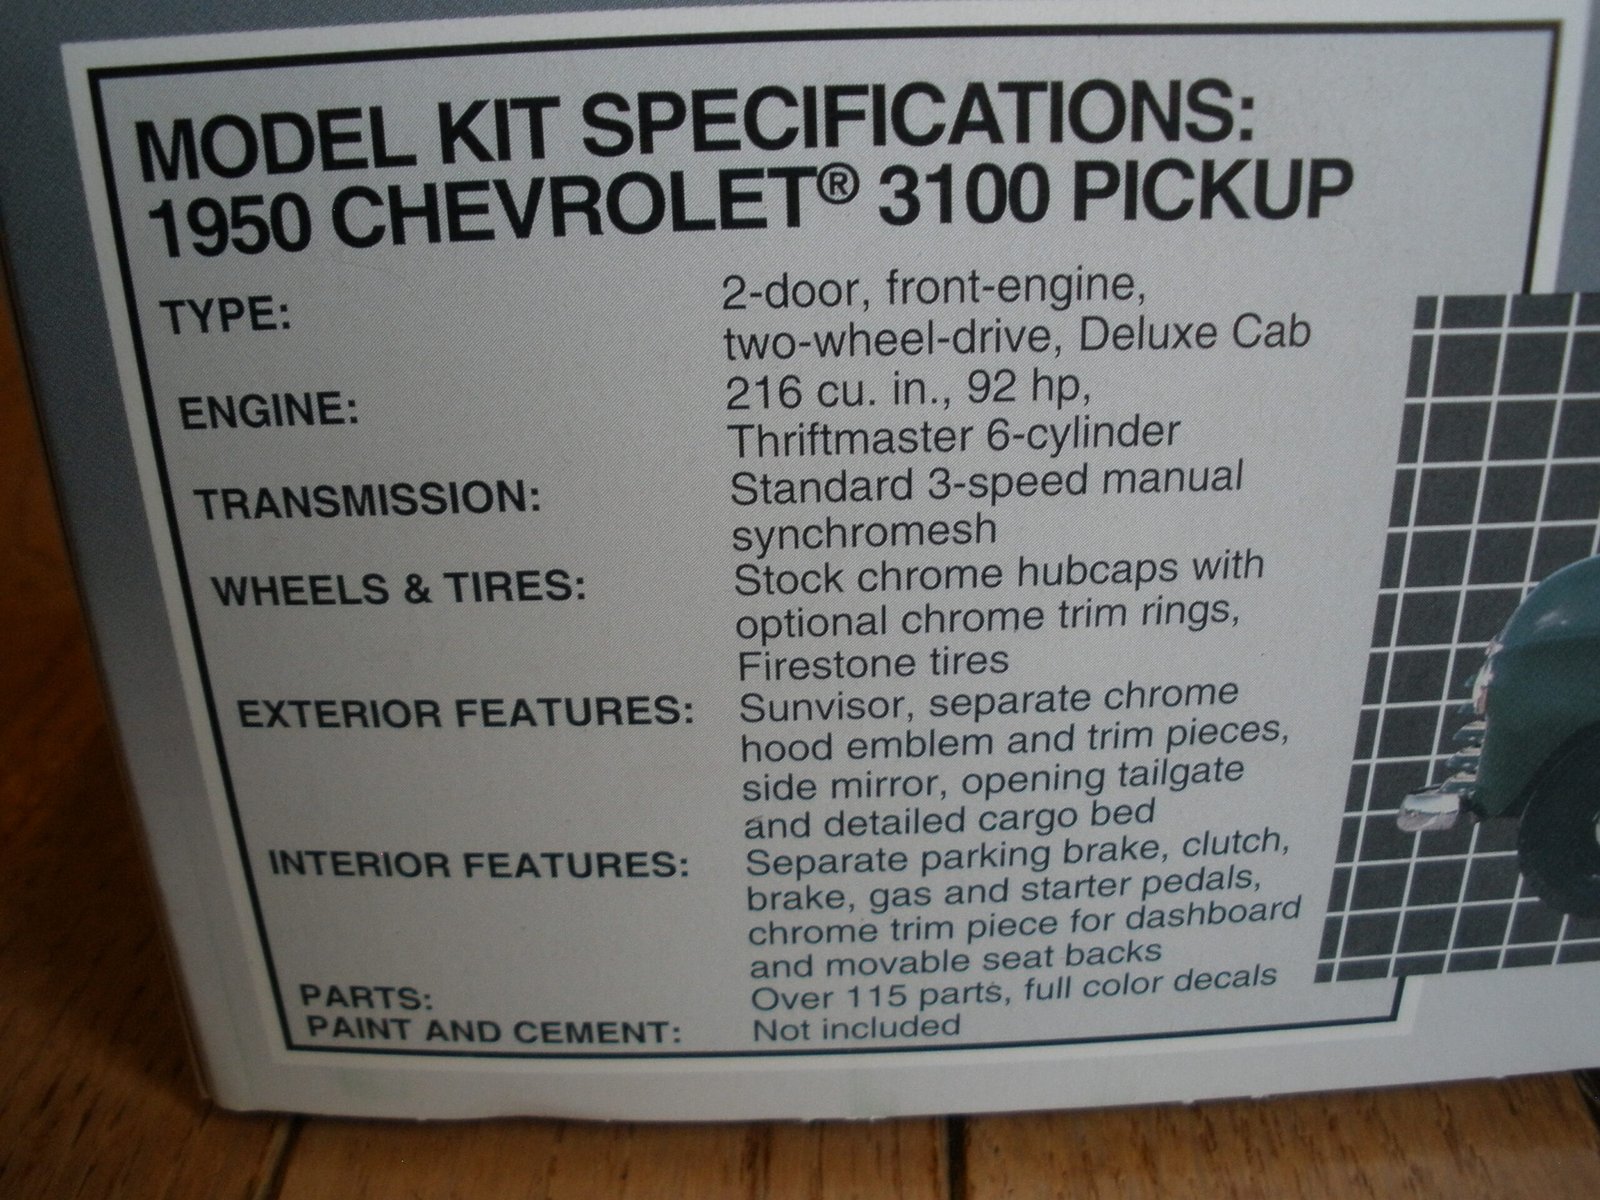 MODEL KIT SPECIFICATIONS:
1950 CHEVROLET® 3100 PICKUP
TYPE: 2-door, front-engine,
two-wheel-drive, Deluxe Cab
ENGINE: 216 cu. in., 92 hp,
Thriftmaster 6-cylinder
TRANSMISSION: Standard 3-speed manual
synchromesh
WHEELS & TIRES: Stock chrome hubcaps with
optional chrome trim rings,
Firestone tires
EXTERIOR FEATURES: Sunvisor, separate chrome
hood emblem and trim pieces,
side mirror, opening tailgate
and detailed cargo bed
INTERIOR FEATURES: Separate parking brake, clutch,
brake, gas and starter pedals,
chrome trim piece for dashboard
and movable seat backs
PARTS: Over 115 parts, full color decals
PAINT AND CEMENT: Not included